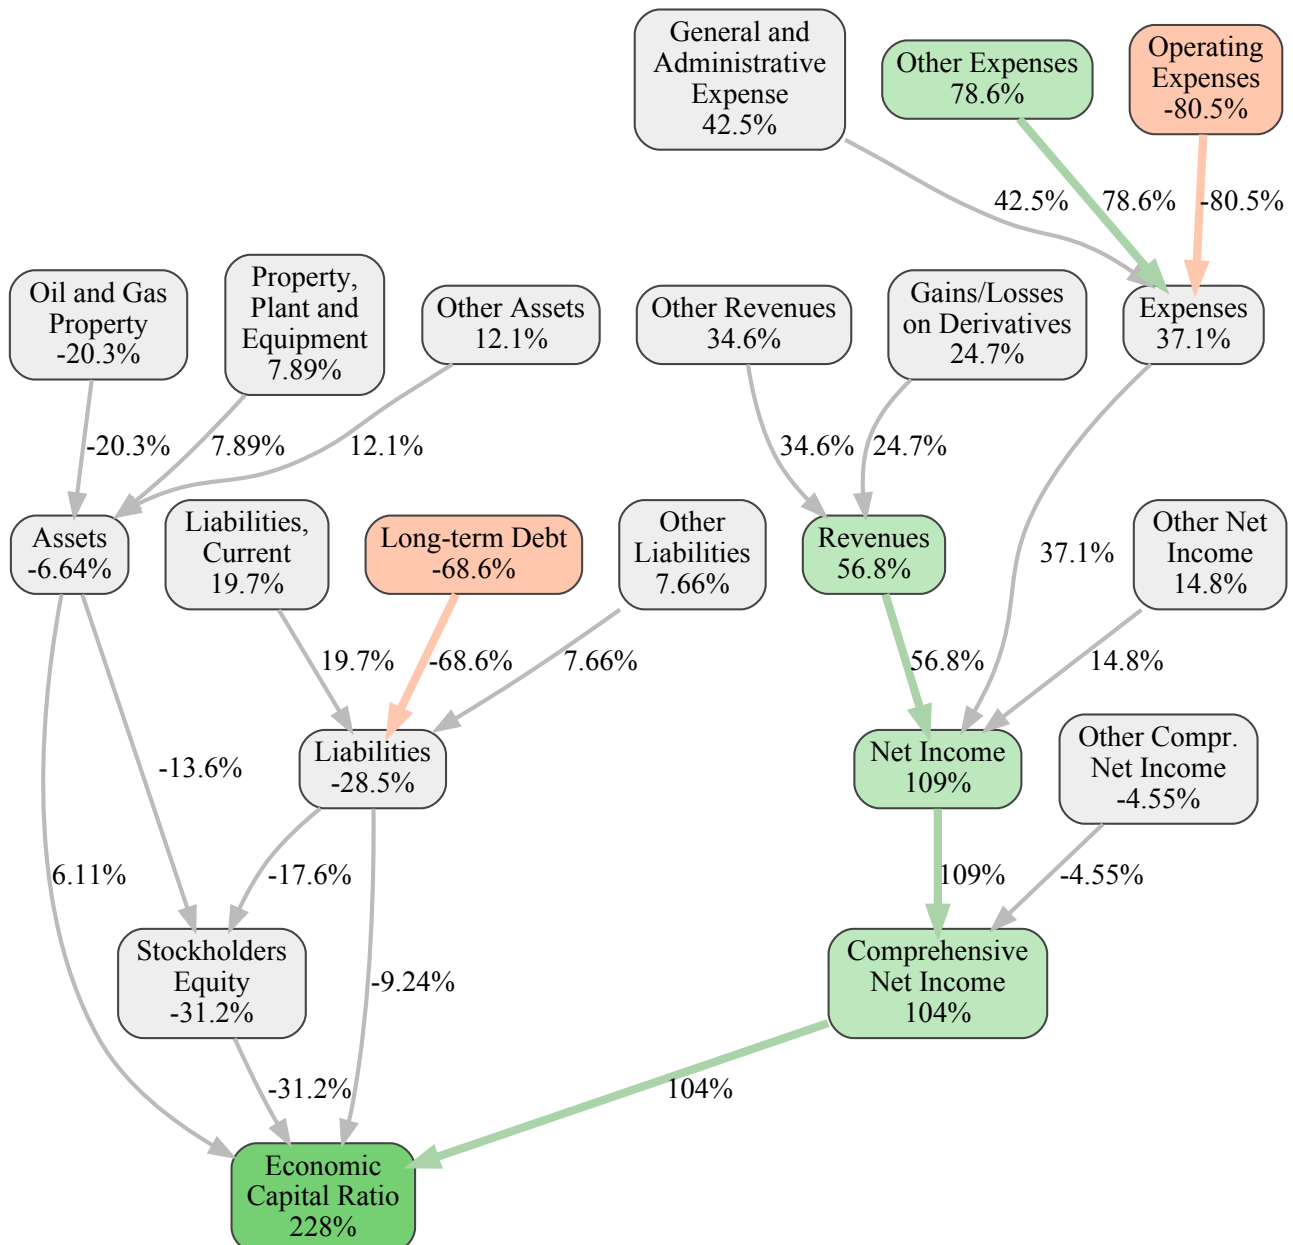 General and
Administrative
Expense
42.5%
Other Expenses
78.6%
Operating
Expenses
-80.5%
42.5%
78.6%
-80.5%
Oil and Gas
Property
-20.3%
Property,
Plant and
Equipment
7.89%
Other Assets
12.1%
Other Revenues
34.6%
Gains/Losses
on Derivatives
24.7%
Expenses
37.1%
-20.3%
7.89%
12.1%
34.6%
24.7%
37.1%
Assets
-6.64%
Liabilities,
Current
19.7%
Long-term Debt
-68.6%
Other
Liabilities
7.66%
Revenues
56.8%
Other Net
Income
14.8%
19.7%
-68.6%
7.66%
56.8%
14.8%
-13.6%
Liabilities
-28.5%
Net Income
109%
Other Compr.
Net Income
-4.55%
6.11%
-17.6%
109%
-4.55%
Stockholders
Equity
-31.2%
-9.24%
Comprehensive
Net Income
104%
-31.2%
104%
Economic
Capital Ratio
228%